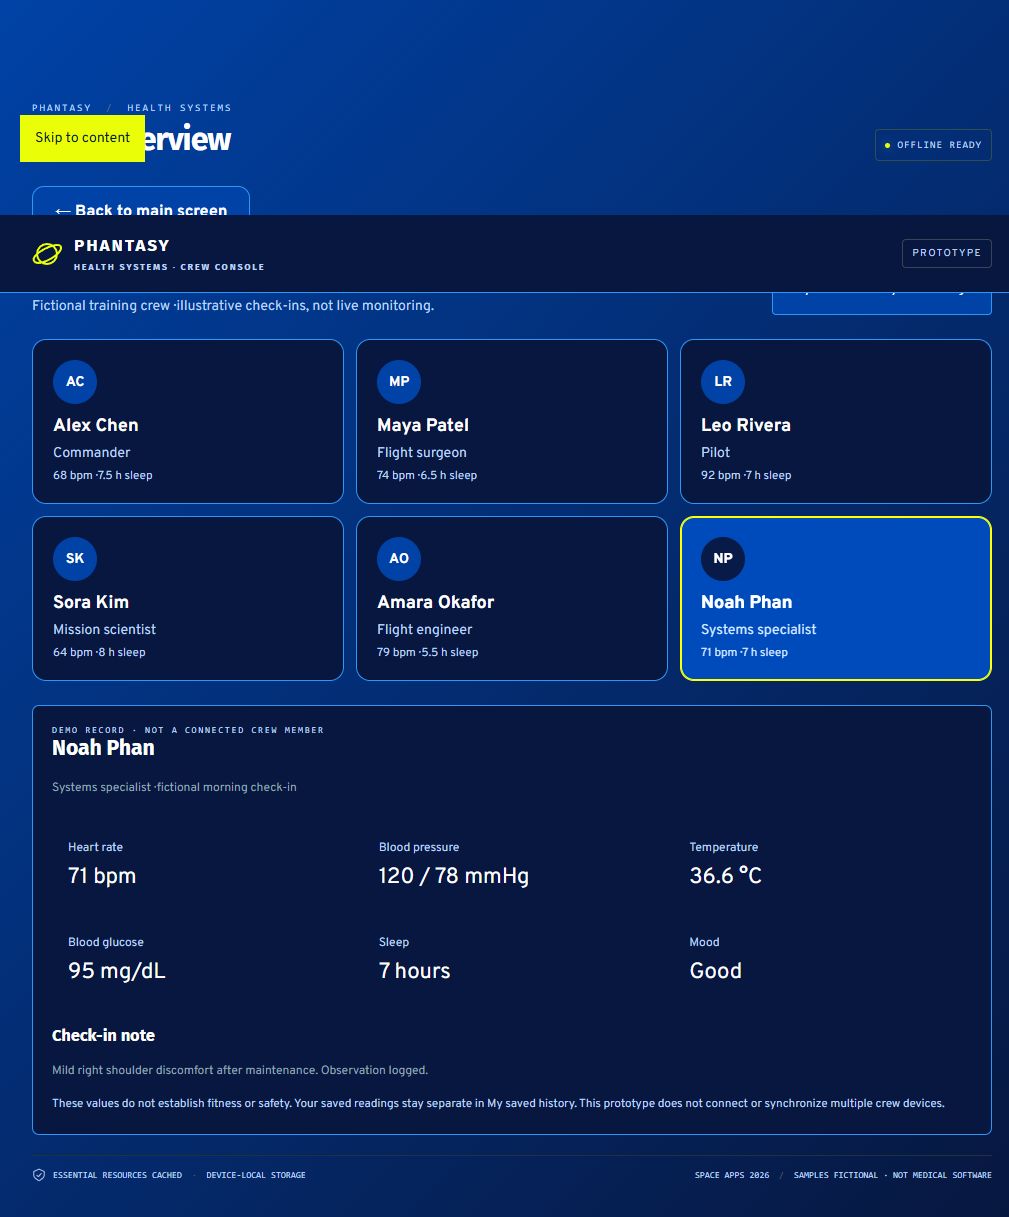 PHANTASY / HEALTH SYSTEMS
Skip to content
erview
OFFLINE READY
← Back to main screen
PHANTASY
HEALTH SYSTEMS · CREW CONSOLE
PROTOTYPE
Fictional training crew ·illustrative check-ins, not live monitoring.
AC
Alex Chen
Commander
68 bpm ·7.5 h sleep
MP
Maya Patel
Flight surgeon
74 bpm ·6.5 h sleep
LR
Leo Rivera
Pilot
92 bpm ·7 h sleep
SK
Sora Kim
Mission scientist
64 bpm ·8 h sleep
AO
Amara Okafor
Flight engineer
79 bpm ·5.5 h sleep
NP
Noah Phan
Systems specialist
71 bpm ·7 h sleep
DEMO RECORD · NOT A CONNECTED CREW MEMBER
Noah Phan
Systems specialist ·fictional morning check-in
Heart rate
71 bpm
Blood pressure
120 / 78 mmHg
Temperature
36.6 °C
Blood glucose
95 mg/dL
Sleep
7 hours
Mood
Good
Check-in note
Mild right shoulder discomfort after maintenance. Observation logged.
These values do not establish fitness or safety. Your saved readings stay separate in My saved history. This prototype does not connect or synchronize multiple crew devices.
ESSENTIAL RESOURCES CACHED · DEVICE-LOCAL STORAGE
SPACE APPS 2026 / SAMPLES FICTIONAL · NOT MEDICAL SOFTWARE